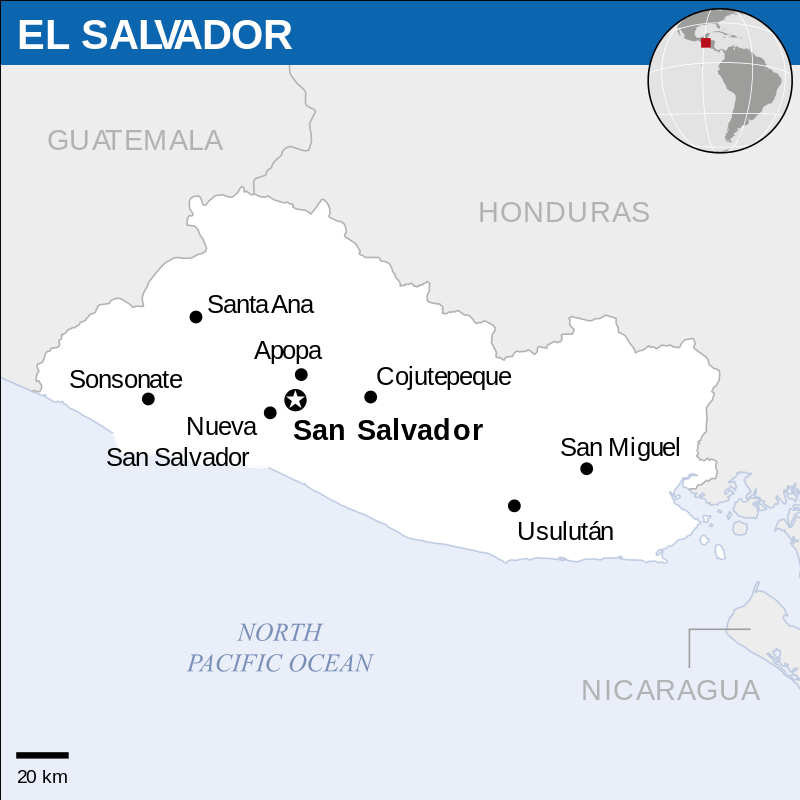 EL SALVADOR
GUATEMALA
HONDURAS
Santa Ana
Apopa
Cojutepeque
Sonsonate
Nueva
San Salvador
San Salvador
San Miguel
Usulután
NORTH
PACIFIC OCEAN
NICARAGUA
20 km